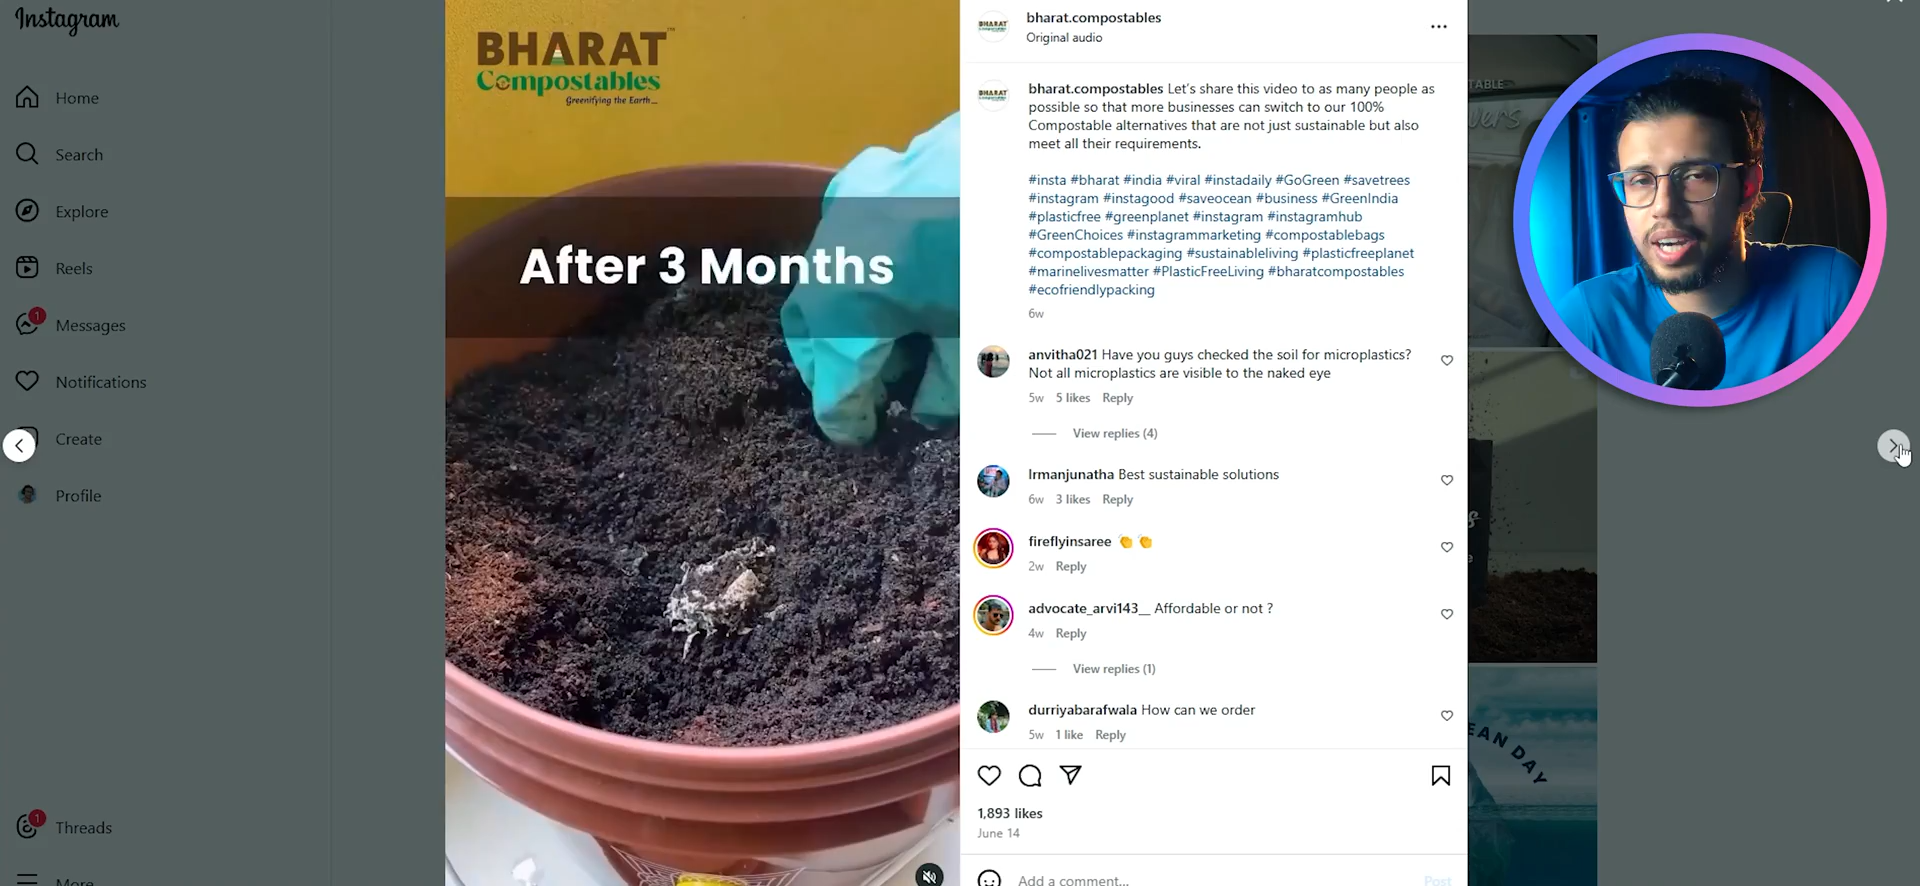 Instagram
Home
Search
Explore
Reels
1
Messages
Notifications
Create
Profile
1
Threads
More
BHARAT™
Compostables
Greenifying the Earth...
After 3 Months
bharat.compostables
Original audio
bharat.compostables Let's share this video to as many people as
possible so that more businesses can switch to our 100%
Compostable alternatives that are not just sustainable but also
meet all their requirements.
#insta #bharat #india #viral #instadaily #GoGreen #savetrees
#instagram #instagood #saveocean #business #GreenIndia
#plasticfree #greenplanet #instagram #instagramhub
#GreenChoices #instagrammarketing #compostablebags
#compostablepackaging #sustainableliving #plasticfreeplanet
#marinelivesmatter #PlasticFreeLiving #bharatcompostables
#ecofriendlypacking
6w
anvitha021 Have you guys checked the soil for microplastics?
Not all microplastics are visible to the naked eye
5w 5 likes Reply
View replies (4)
lrmanjunatha Best sustainable solutions
6w 3 likes Reply
fireflyinsaree 👏 👏
2w Reply
advocate_arvi143__ Affordable or not ?
4w Reply
View replies (1)
durriyabarafwala How can we order
5w 1 like Reply
1,893 likes
June 14
Add a comment...
Post
EAN DAY